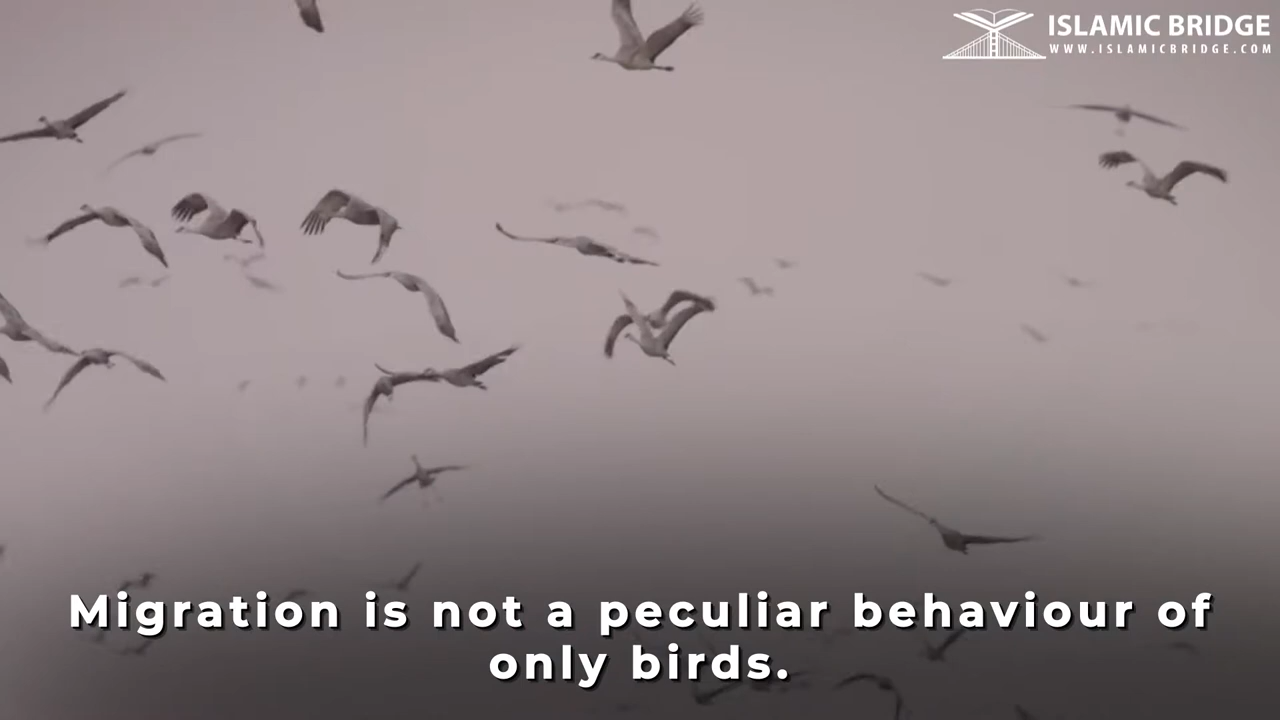 ISLAMIC BRIDGE
WWW.ISLAMICBRIDGE.COM
Migration is not a peculiar behaviour of
only birds.